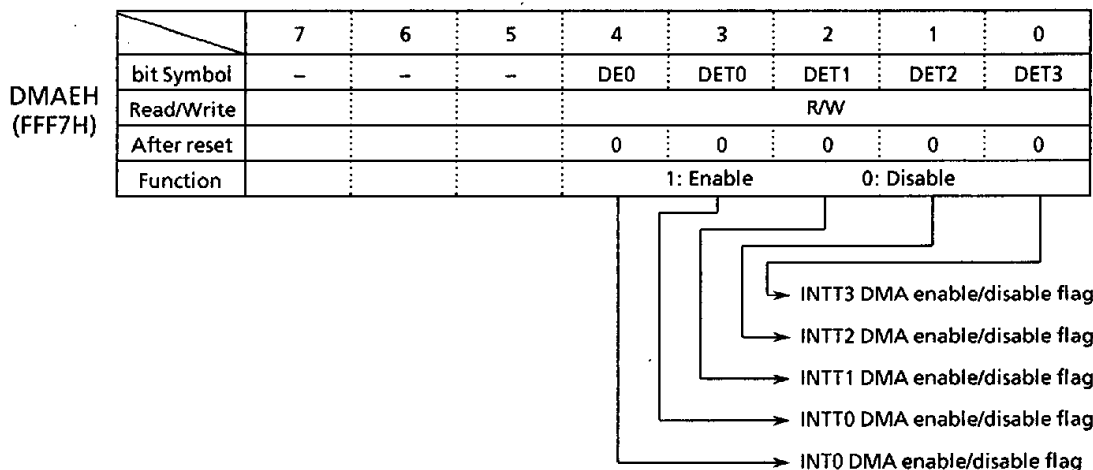 7 6 5 4 3 2 1 0
bit Symbol – – – DE0 DET0 DET1 DET2 DET3
DMAEH
(FFF7H)
Read/Write R/W
After reset 0 0 0 0 0
Function 1: Enable 0: Disable
INTT3 DMA enable/disable flag
INTT2 DMA enable/disable flag
INTT1 DMA enable/disable flag
INTT0 DMA enable/disable flag
INT0 DMA enable/disable flag